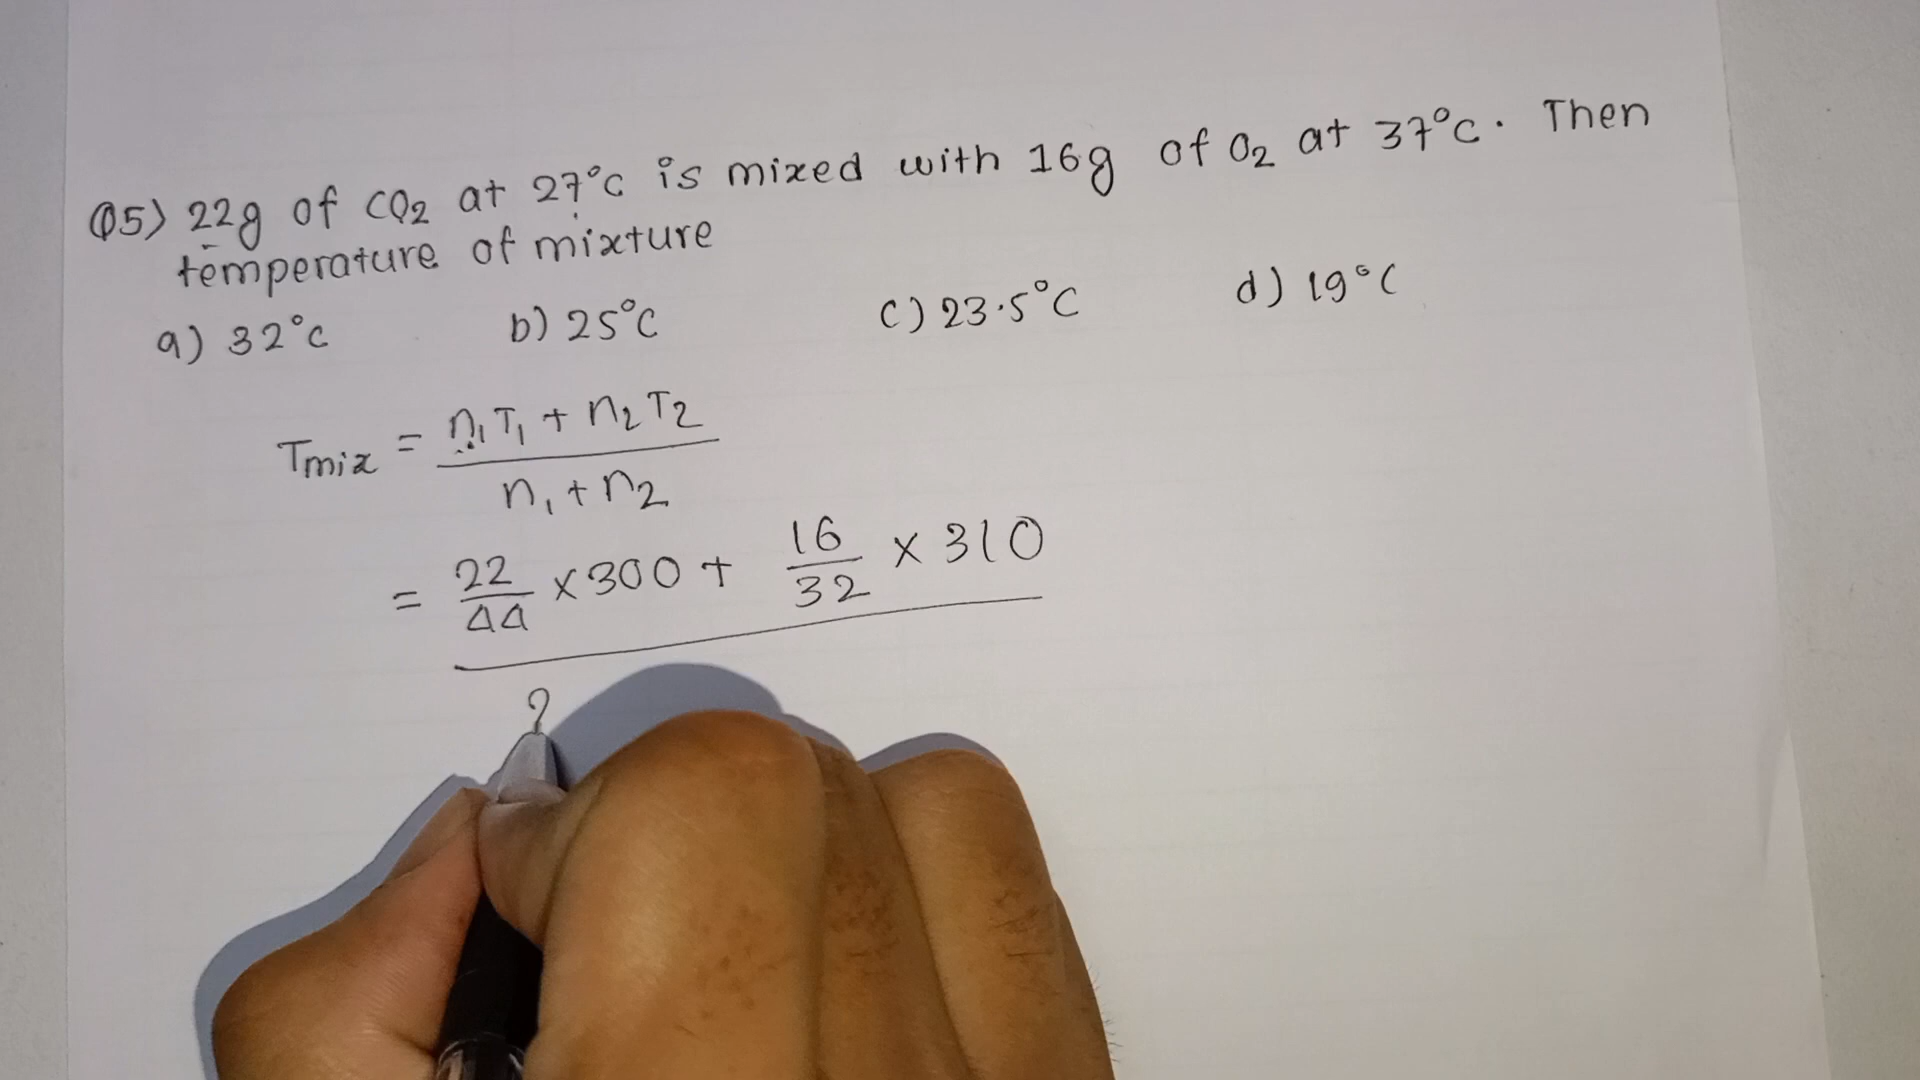 Q5) 22g of CO2 at 27°C is mixed with 16g of O2 at 37°C. Then
temperature of mixture
a) 32°C b) 25°C c) 23.5°C d) 19°C
Tmix = n1T1 + n2T2
n1 + n2
= 22/44 × 300 + 16/32 × 310
2